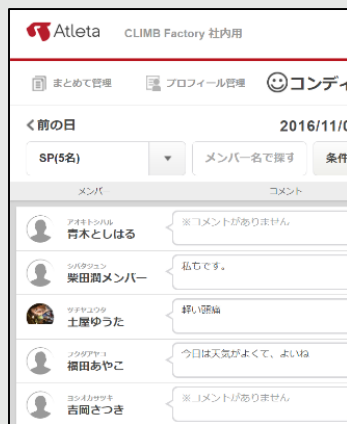 Atleta CLIMB Factory 社内用
まとめて管理 プロフィール管理 コンディ
前の日 2016/11/0
SP(5名) メンバー名で探す 条件
メンバー コメント
アオキトシハル
青木としはる
※コメントがありません
シバタジュン
柴田潤メンバー
私もです。
ツチヤユウタ
土屋ゆうた
軽い頭痛
フクダアヤコ
福田あやこ
今日は天気がよくて、よいね
ヨシオカサツキ
吉岡さつき
※コメントがありません